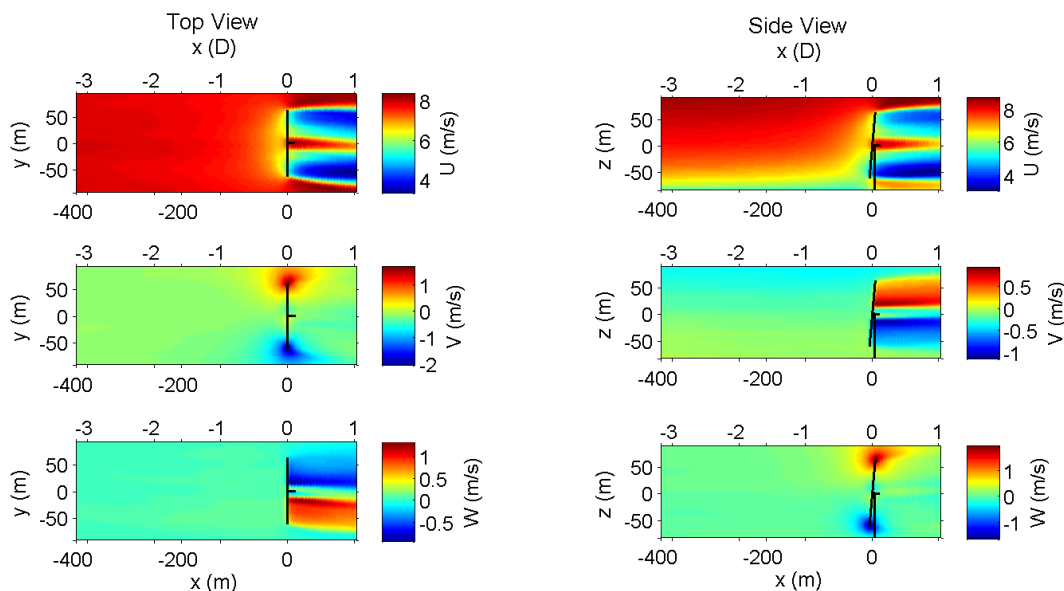 Top View
x (D)
-3 -2 -1 0 1
y (m)
50
0
-50
-400 -200 0
8
6
4
U (m/s)
-3 -2 -1 0 1
y (m)
50
0
-50
-400 -200 0
1
0
-1
-2
V (m/s)
-3 -2 -1 0 1
y (m)
50
0
-50
-400 -200 0
x (m)
1
0.5
0
-0.5
W (m/s)
Side View
x (D)
-3 -2 -1 0 1
z (m)
50
0
-50
-400 -200 0
8
6
4
U (m/s)
-3 -2 -1 0 1
z (m)
50
0
-50
-400 -200 0
0.5
0
-0.5
-1
V (m/s)
-3 -2 -1 0 1
z (m)
50
0
-50
-400 -200 0
x (m)
1
0
-1
W (m/s)